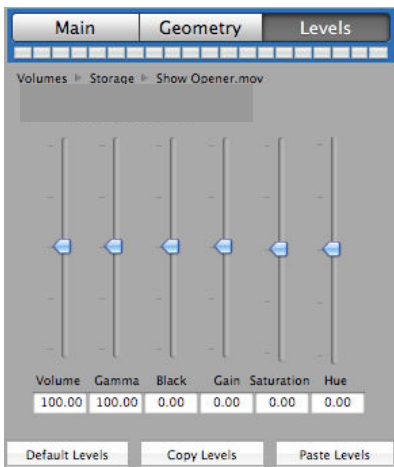 Main Geometry Levels
Volumes Storage Show Opener.mov
Volume Gamma Black Gain Saturation Hue
100.00 100.00 0.00 0.00 0.00 0.00
Default Levels Copy Levels Paste Levels